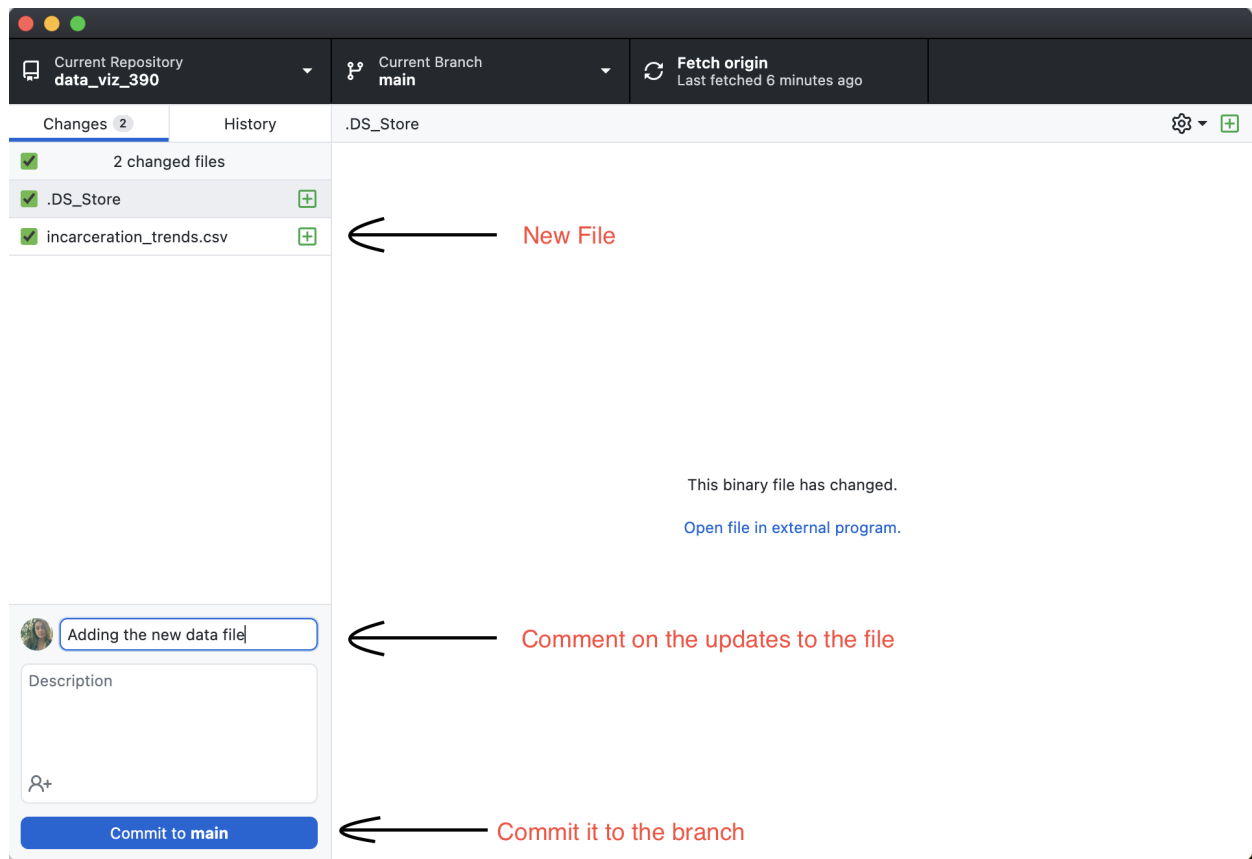 Current Repository
data_viz_390
Current Branch
main
Fetch origin
Last fetched 6 minutes ago
Changes 2
History
.DS_Store
2 changed files
.DS_Store
incarceration_trends.csv
New File
This binary file has changed.
Open file in external program.
Adding the new data file
Comment on the updates to the file
Description
Commit to main
Commit it to the branch